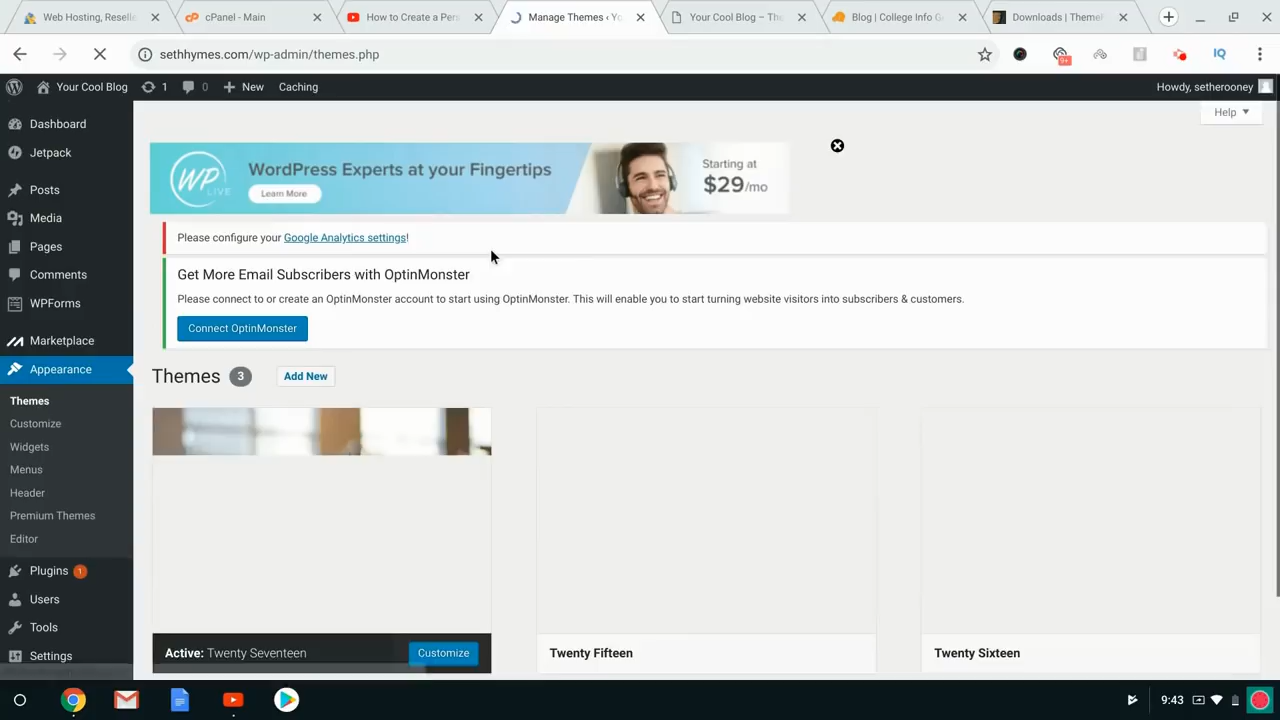 Web Hosting, Reselle
cPanel - Main
How to Create a Pers
Manage Themes ‹ Yo
Your Cool Blog – The
Blog | College Info G
Downloads | ThemeF
sethhymes.com/wp-admin/themes.php
9+
IQ
Your Cool Blog
1
0
New
Caching
Howdy, setherooney
Help
Dashboard
Jetpack
Posts
Media
Pages
Comments
WPForms
Marketplace
Appearance
Themes
Customize
Widgets
Menus
Header
Premium Themes
Editor
Plugins 1
Users
Tools
Settings
WP
LIVE
WordPress Experts at your Fingertips
Learn More
Starting at
$29/mo
Please configure your Google Analytics settings!
Get More Email Subscribers with OptinMonster
Please connect to or create an OptinMonster account to start using OptinMonster. This will enable you to start turning website visitors into subscribers & customers.
Connect OptinMonster
Themes 3 Add New
Active: Twenty Seventeen Customize
Twenty Fifteen
Twenty Sixteen
9:43